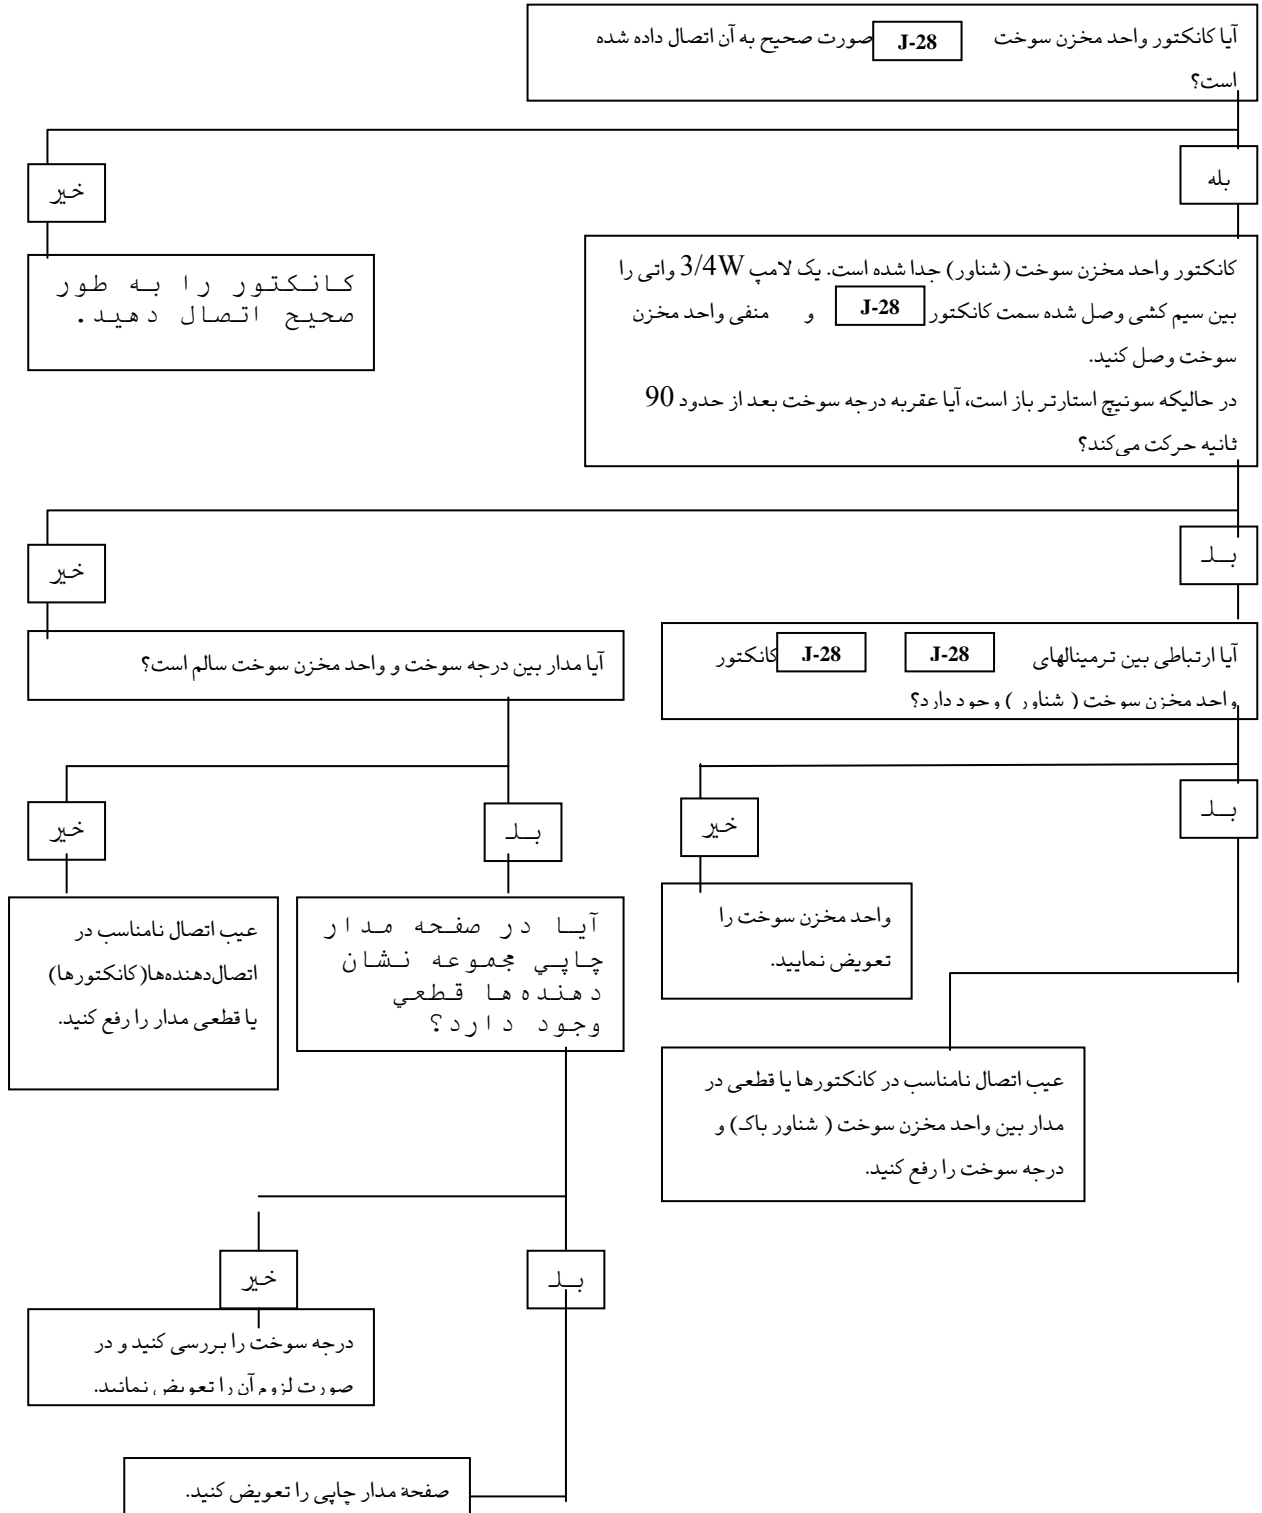 آیا کانکتور واحد مخزن سوخت J-28 صورت صحیح به آن اتصال داده شده
است؟
خیر
بله
کانکتور را به طور
صحیح اتصال دهید.
کانکتور واحد مخزن سوخت (شناور) جدا شده است. یک لامپ 3/4W واتی را
بین سیم کشی وصل شده سمت کانکتور J-28 و منفی واحد مخزن
سوخت وصل کنید.
در حالیکه سوئیچ استارتر باز است، آیا عقربه درجه سوخت بعد از حدود 90
ثانیه حرکت می‌کند؟
خیر
بلـ
آیا ارتباطی بین ترمینالهای J-28 J-28 کانکتور
واحد مخزن سوخت ( شناور ) وجود دارد؟
آیا مدار بین درجه سوخت و واحد مخزن سوخت سالم است؟
خیر
بلـ
خیر
بلـ
واحد مخزن سوخت را
تعویض نمایید.
عیب اتصال نامناسب در
اتصال‌دهنده‌ها(کانکتورها)
یا قطعی مدار را رفع کنید.
آیا در صفحه مدار
چاپي مجموعه نشان
دهنده ها قطعي
وجود دارد؟
عیب اتصال نامناسب در کانکتورها یا قطعی در
مدار بین واحد مخزن سوخت ( شناور باک) و
درجه سوخت را رفع کنید.
خیر
بلـ
درجه سوخت را بررسی کنید و در
صورت لزوم آن را تعویض نمائید.
صفحة مدار چاپی را تعویض کنید.